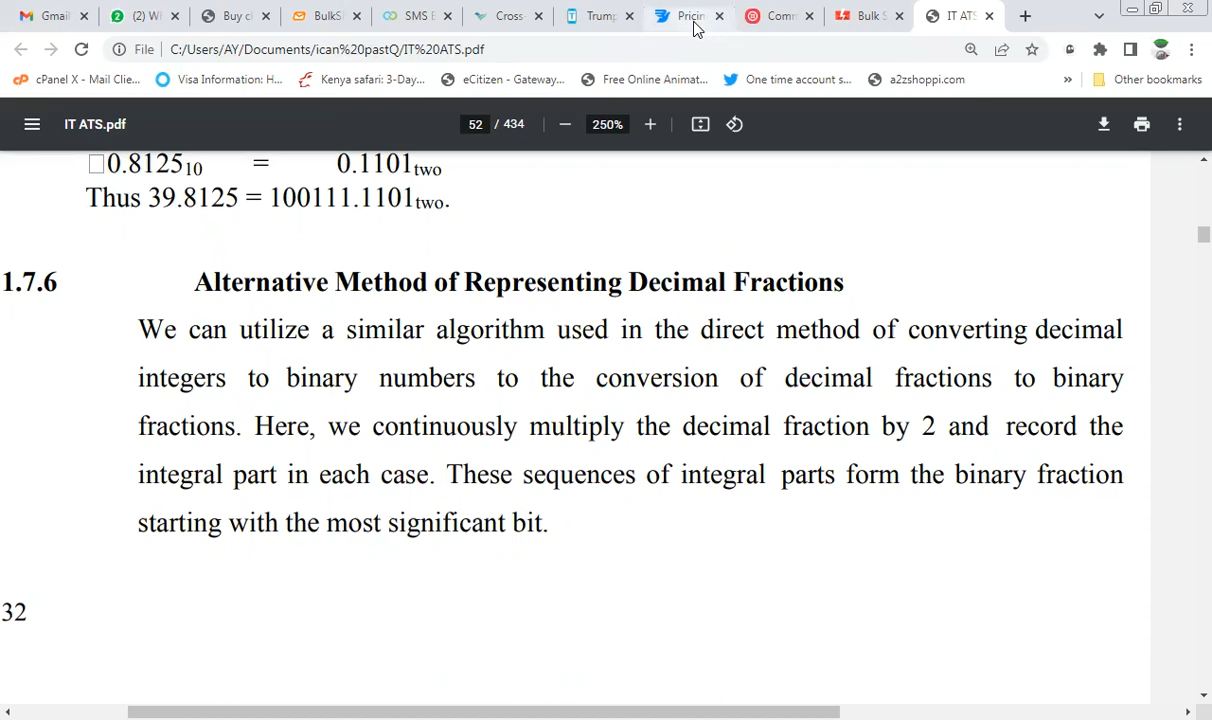 Gmail
(2) W
Buy c
BulkS
SMS
Cross-
Trump
Pricin
Comm
Bulk S
IT ATS
File C:/Users/AY/Documents/ican%20pastQ/IT%20ATS.pdf
cPanel X - Mail Clie... Visa Information: H... Kenya safari: 3-Day... eCitizen - Gateway... Free Online Animat... One time account s... a2zshoppi.com » Other bookmarks
IT ATS.pdf 52 / 434 — 250% +
0.8125₁₀ = 0.1101two
Thus 39.8125 = 100111.1101two.
1.7.6 Alternative Method of Representing Decimal Fractions
We can utilize a similar algorithm used in the direct method of converting decimal
integers to binary numbers to the conversion of decimal fractions to binary
fractions. Here, we continuously multiply the decimal fraction by 2 and record the
integral part in each case. These sequences of integral parts form the binary fraction
starting with the most significant bit.
32